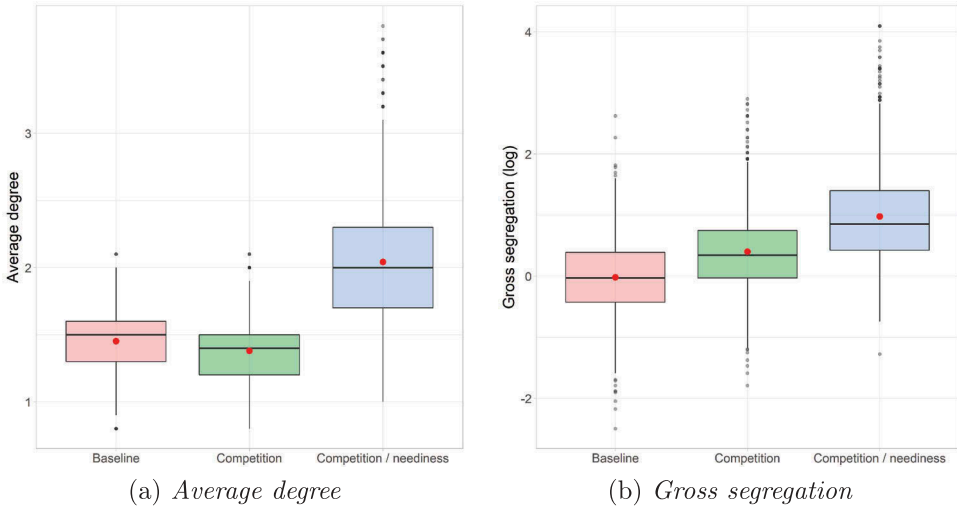 Average degree
3
2
1
Baseline
Competition
Competition / neediness
(a) Average degree
Gross segregation (log)
4
2
0
-2
Baseline
Competition
Competition / neediness
(b) Gross segregation